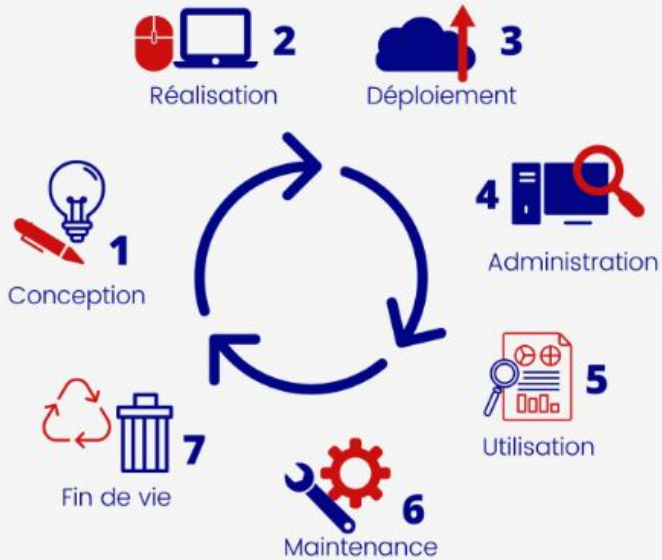 1
Conception
2
Réalisation
3
Déploiement
4
Administration
5
Utilisation
6
Maintenance
7
Fin de vie